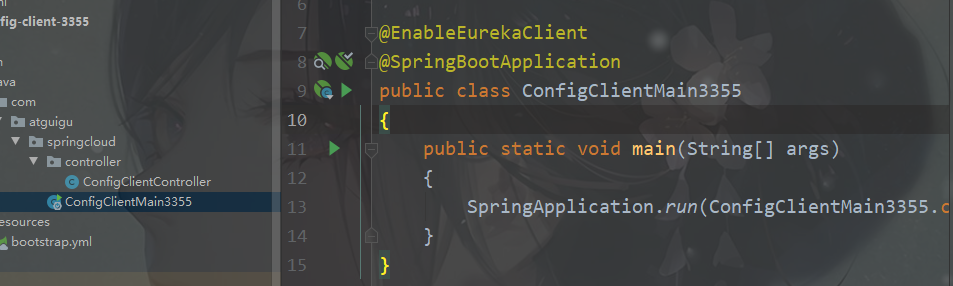 nl
fig-client-3355
n
ava
com
atguigu
springcloud
controller
ConfigClientController
ConfigClientMain3355
esources
bootstrap.yml
6
7 @EnableEurekaClient
8 @SpringBootApplication
9 public class ConfigClientMain3355
10 {
11 public static void main(String[] args)
12 {
13 SpringApplication.run(ConfigClientMain3355.c
14 }
15 }